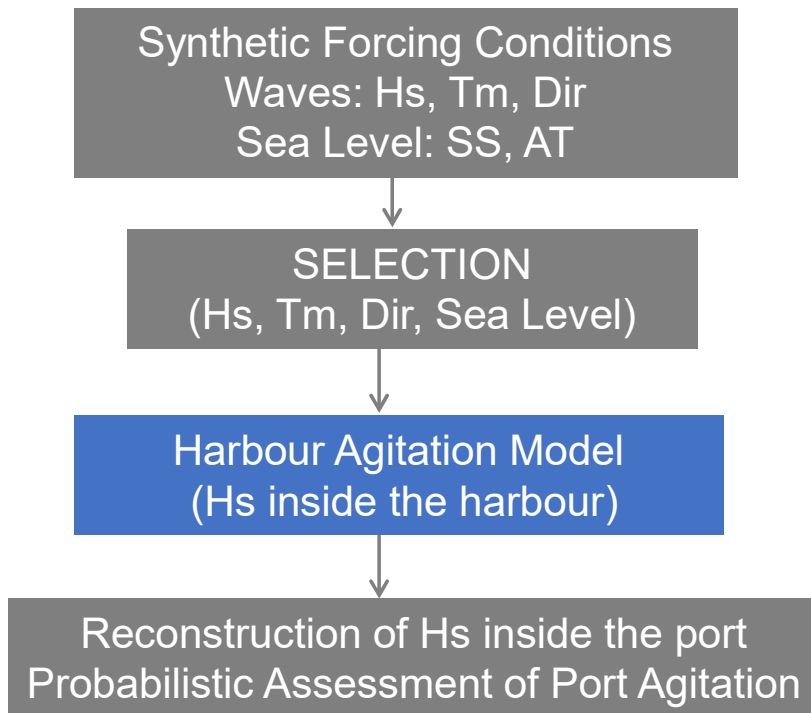 Synthetic Forcing Conditions
Waves: Hs, Tm, Dir
Sea Level: SS, AT
SELECTION
(Hs, Tm, Dir, Sea Level)
Harbour Agitation Model
(Hs inside the harbour)
Reconstruction of Hs inside the port
Probabilistic Assessment of Port Agitation